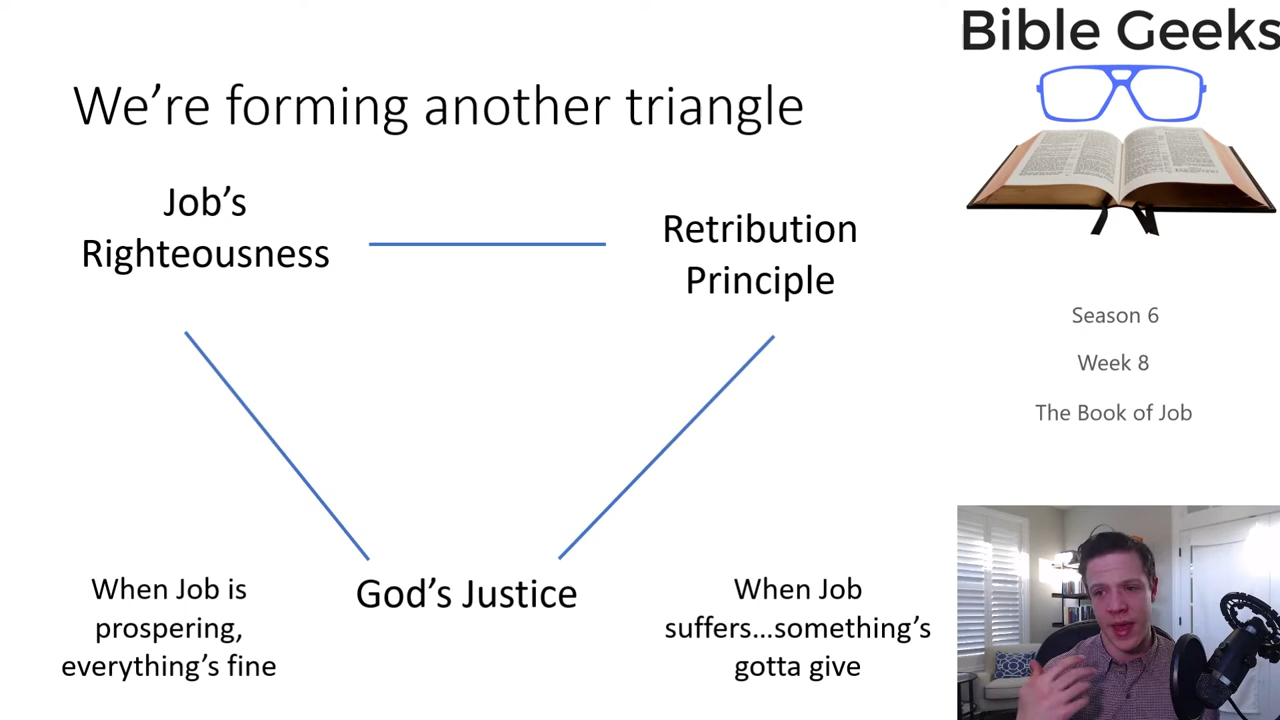 Bible Geeks
We're forming another triangle
Job's
Righteousness
Retribution
Principle
God's Justice
When Job is
prospering,
everything's fine
When Job
suffers...something's
gotta give
Season 6
Week 8
The Book of Job